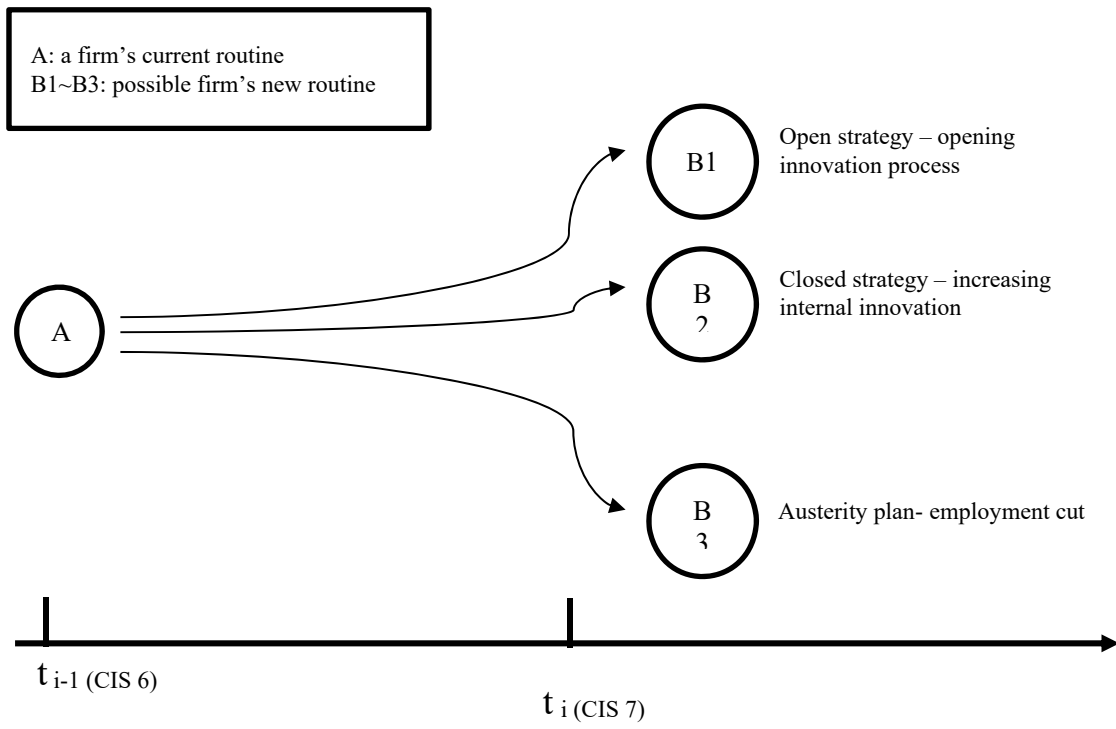 A: a firm’s current routine
B1~B3: possible firm’s new routine
B1
Open strategy – opening
innovation process
B
2
Closed strategy – increasing
internal innovation
A
B
3
Austerity plan- employment cut
t i-1 (CIS 6)
t i (CIS 7)